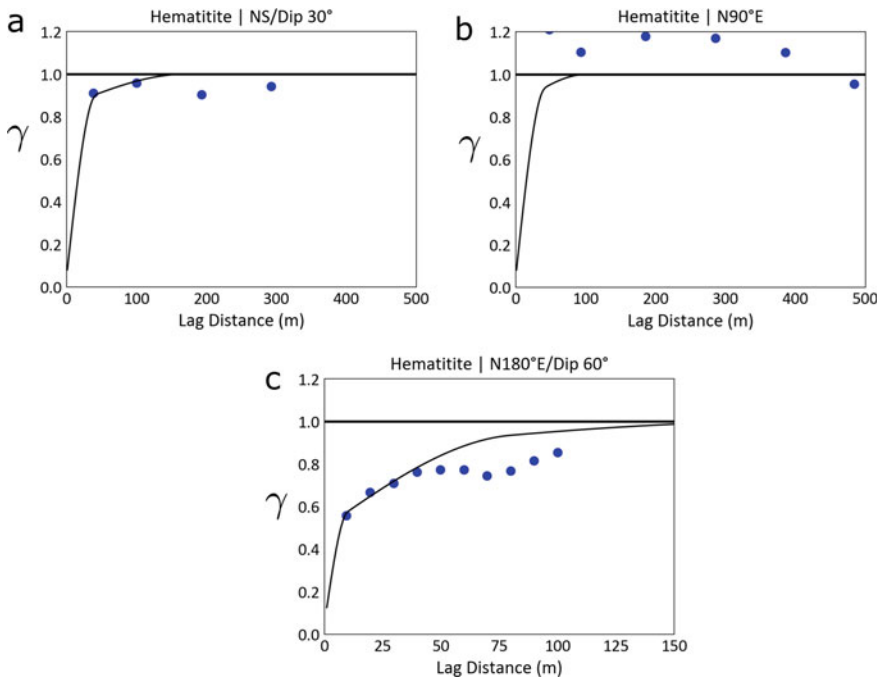 a
Hematitite | NS/Dip 30°
1.2
1.0
0.8
0.6
0.4
0.2
0.0
γ
0 100 200 300 400 500
Lag Distance (m)
b
Hematitite | N90°E
1.2
1.0
0.8
0.6
0.4
0.2
0.0
γ
0 100 200 300 400 500
Lag Distance (m)
c
Hematitite | N180°E/Dip 60°
1.2
1.0
0.8
0.6
0.4
0.2
0.0
γ
0 25 50 75 100 125 150
Lag Distance (m)